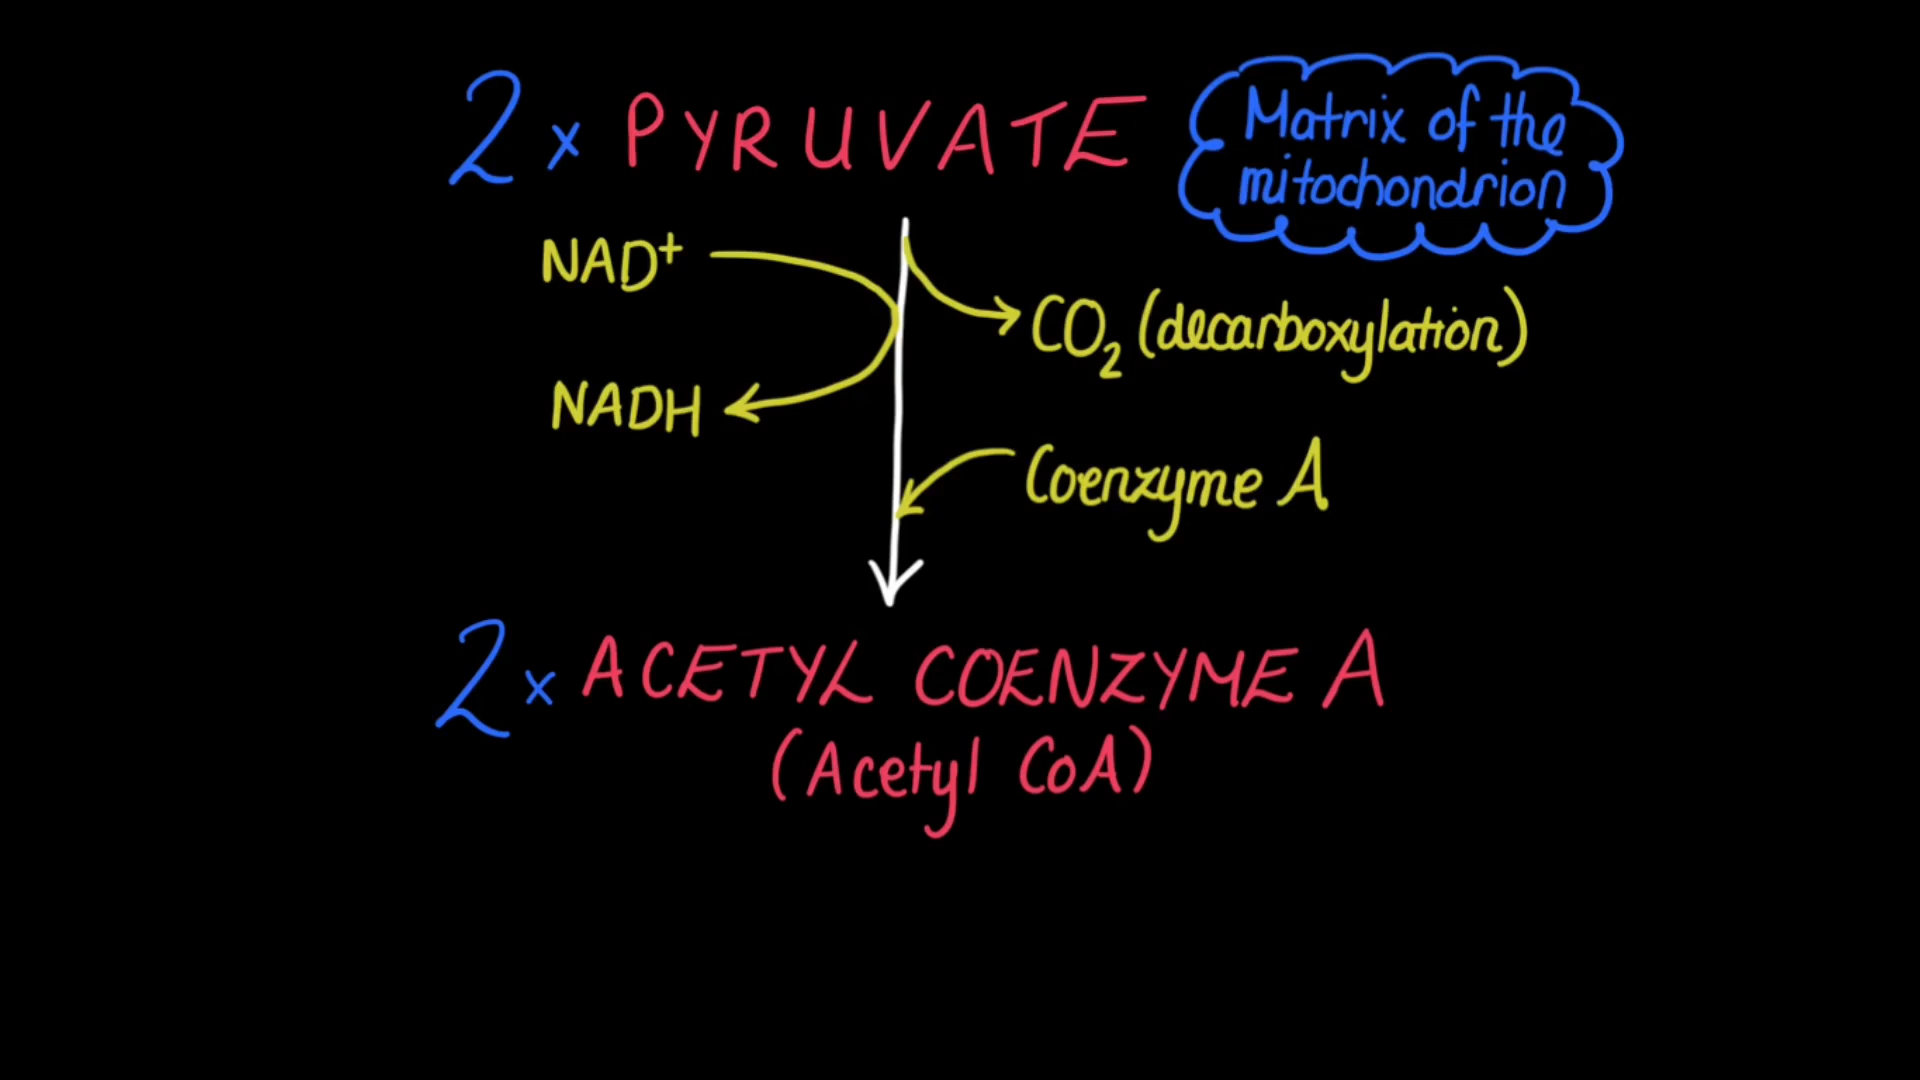 2 x PYRUVATE
Matrix of the
mitochondrion
NAD⁺
CO₂ (decarboxylation)
NADH
Coenzyme A
2 x ACETYL COENZYME A
(Acetyl CoA)